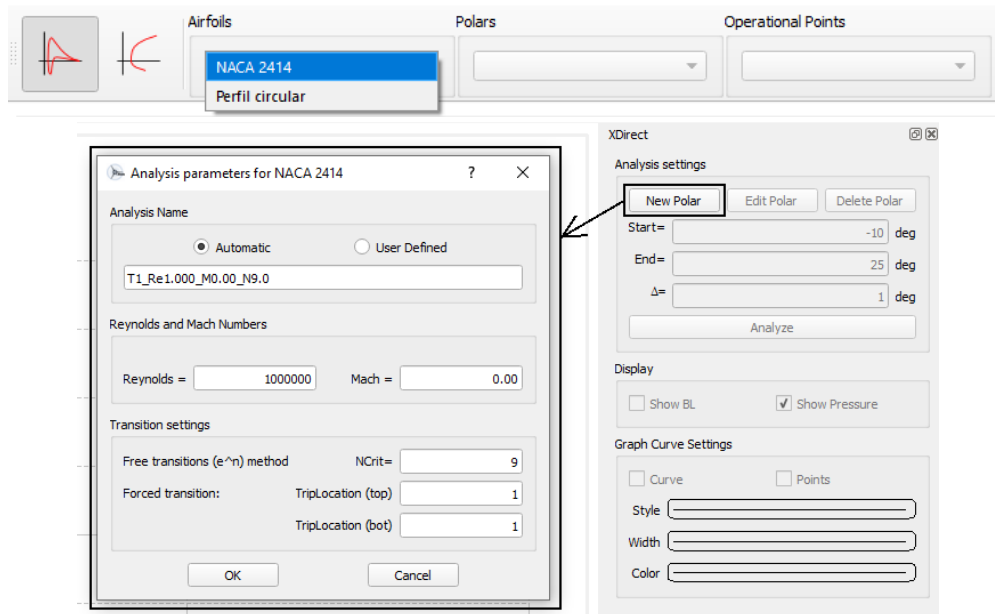 Airfoils Polars Operational Points
NACA 2414
Perfil circular
XDirect
Analysis settings
New Polar Edit Polar Delete Polar
Start= -10 deg
End= 25 deg
Δ= 1 deg
Analyze
Display
Show BL Show Pressure
Graph Curve Settings
Curve Points
Style
Width
Color
Analysis parameters for NACA 2414 ?
Analysis Name
Automatic User Defined
T1_Re1.000_M0.00_N9.0
Reynolds and Mach Numbers
Reynolds = 1000000 Mach = 0.00
Transition settings
Free transitions (e^n) method NCrit= 9
Forced transition: TripLocation (top) 1
TripLocation (bot) 1
OK Cancel